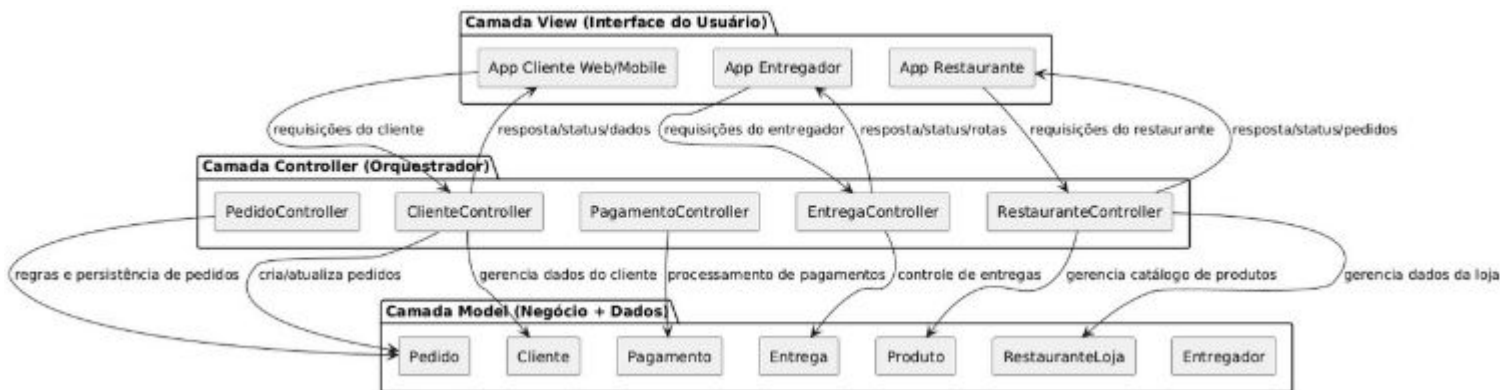 Camada View (Interface do Usuário)
App Cliente Web/Mobile
App Entregador
App Restaurante
requisições do cliente
resposta/status/dados
requisições do entregador
resposta/status/rotas
requisições do restaurante
resposta/status/pedidos
Camada Controller (Orquestrador)
PedidoController
ClienteController
PagamentoController
EntregaController
RestauranteController
regras e persistência de pedidos
cria/atualiza pedidos
gerencia dados do cliente
processamento de pagamentos
controle de entregas
gerencia catálogo de produtos
gerencia dados da loja
Camada Model (Negócio + Dados)
Pedido
Cliente
Pagamento
Entrega
Produto
RestauranteLoja
Entregador